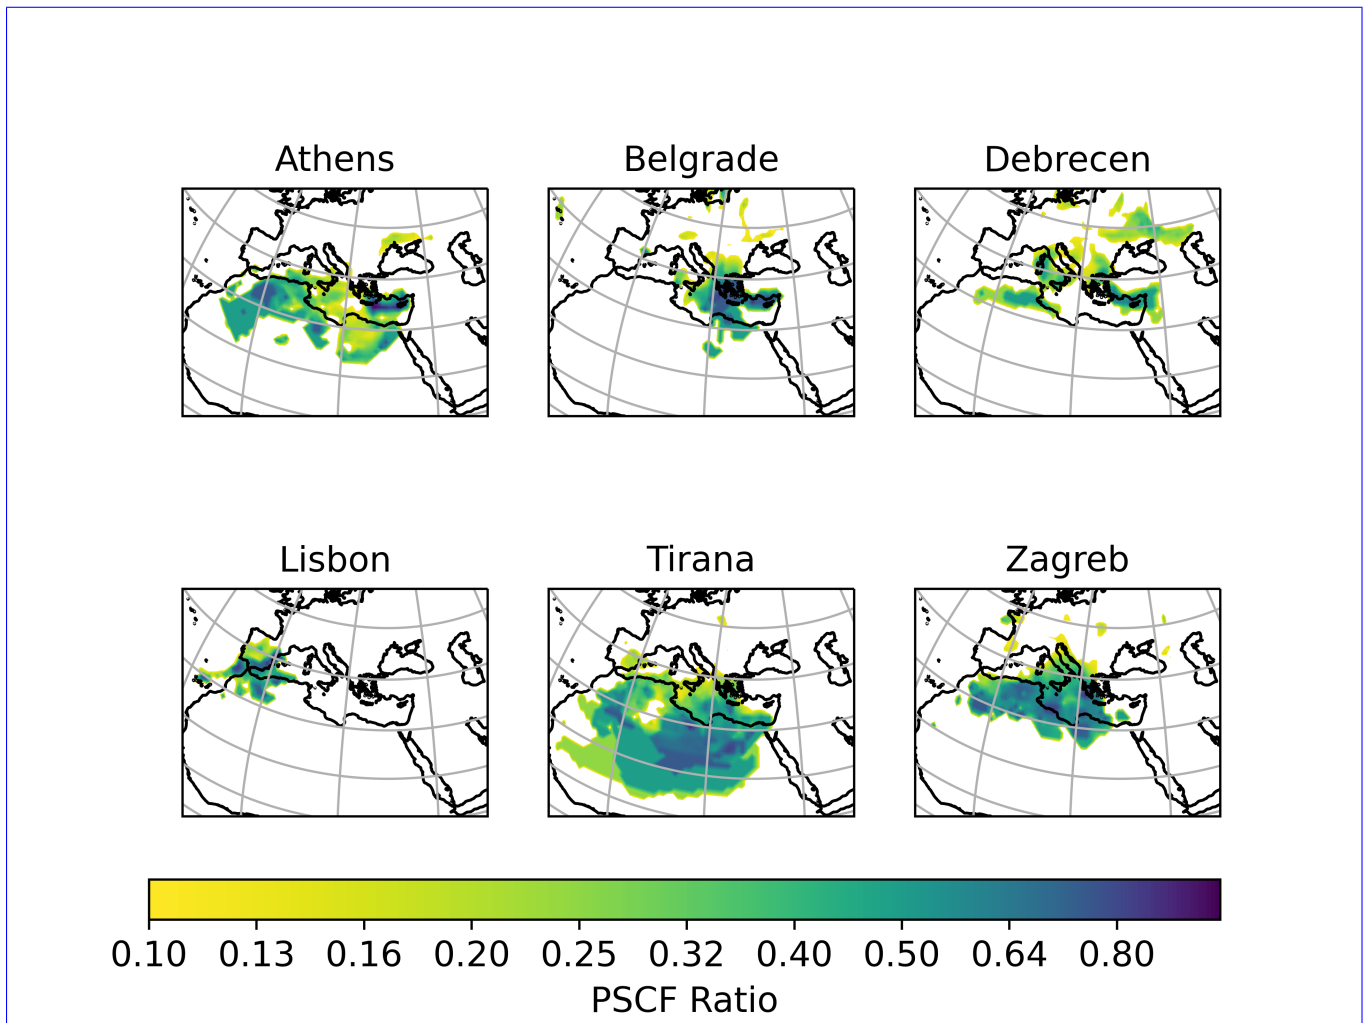 Athens Belgrade Debrecen
Lisbon Tirana Zagreb
0.10 0.13 0.16 0.20 0.25 0.32 0.40 0.50 0.64 0.80
PSCF Ratio